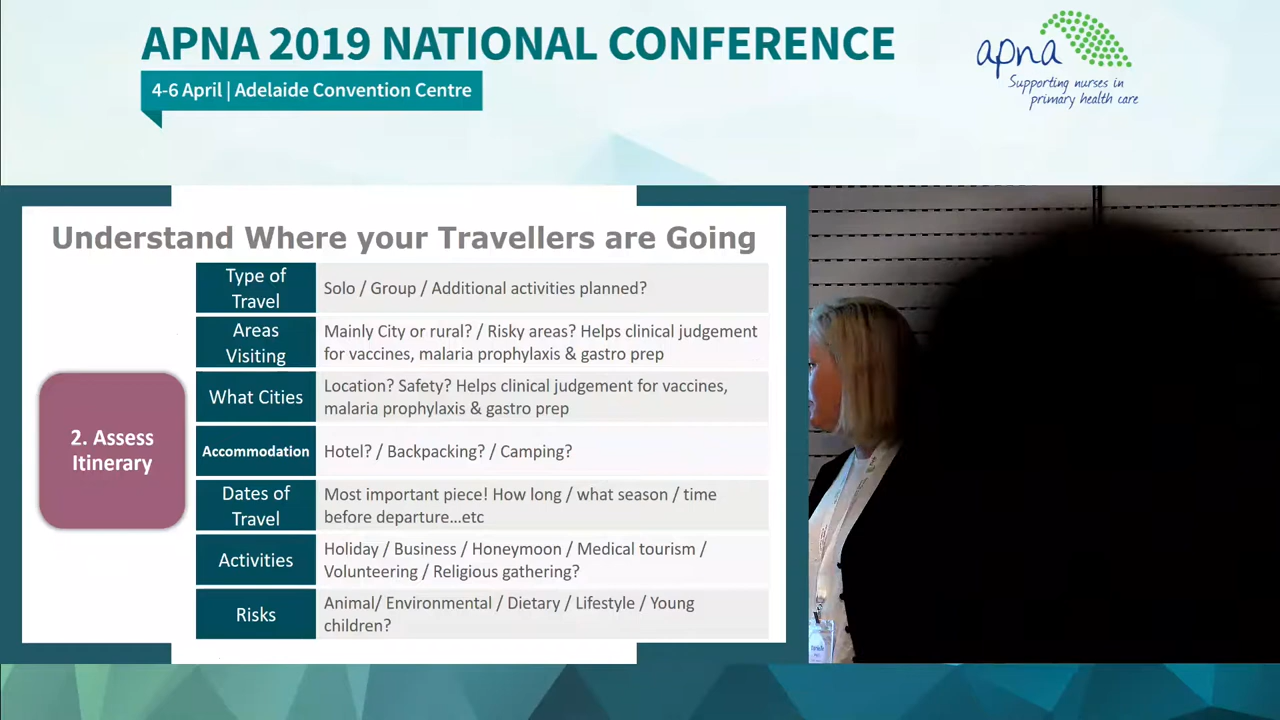 APNA 2019 NATIONAL CONFERENCE
4-6 April | Adelaide Convention Centre
apna
Supporting nurses in
primary health care
Understand Where your Travellers are Going
2. Assess
Itinerary
Type of
Travel
Solo / Group / Additional activities planned?
Areas
Visiting
Mainly City or rural? / Risky areas? Helps clinical judgement
for vaccines, malaria prophylaxis & gastro prep
What Cities
Location? Safety? Helps clinical judgement for vaccines,
malaria prophylaxis & gastro prep
Accommodation
Hotel? / Backpacking? / Camping?
Dates of
Travel
Most important piece! How long / what season / time
before departure…etc
Activities
Holiday / Business / Honeymoon / Medical tourism /
Volunteering / Religious gathering?
Risks
Animal/ Environmental / Dietary / Lifestyle / Young
children?